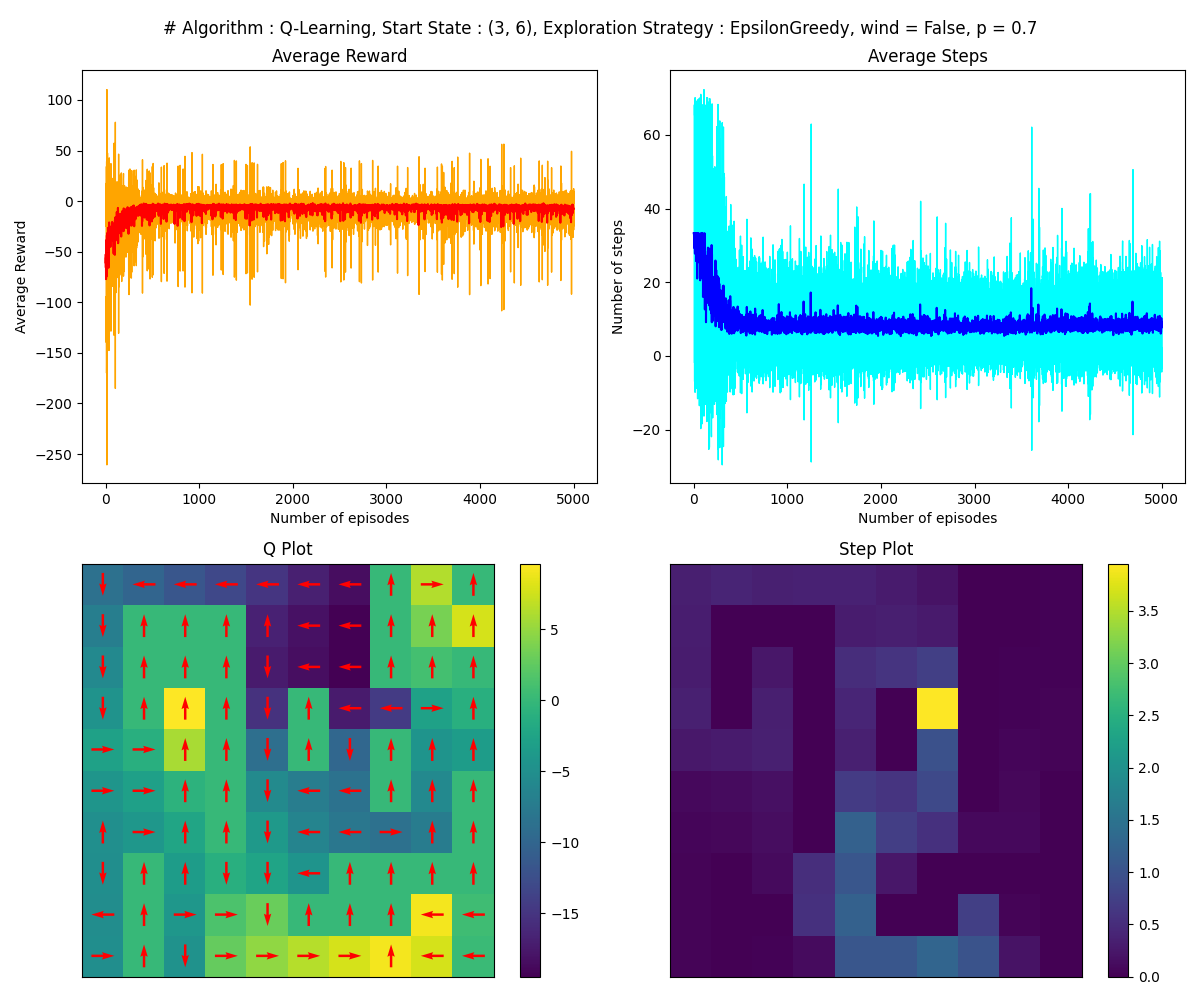 # Algorithm : Q-Learning, Start State : (3, 6), Exploration Strategy : EpsilonGreedy, wind = False, p = 0.7
Average Reward
Average Reward
100
50
0
−50
−100
−150
−200
−250
0 1000 2000 3000 4000 5000
Number of episodes
Average Steps
Number of steps
60
40
20
0
−20
0 1000 2000 3000 4000 5000
Number of episodes
Q Plot
5
0
−5
−10
−15
Step Plot
3.5
3.0
2.5
2.0
1.5
1.0
0.5
0.0